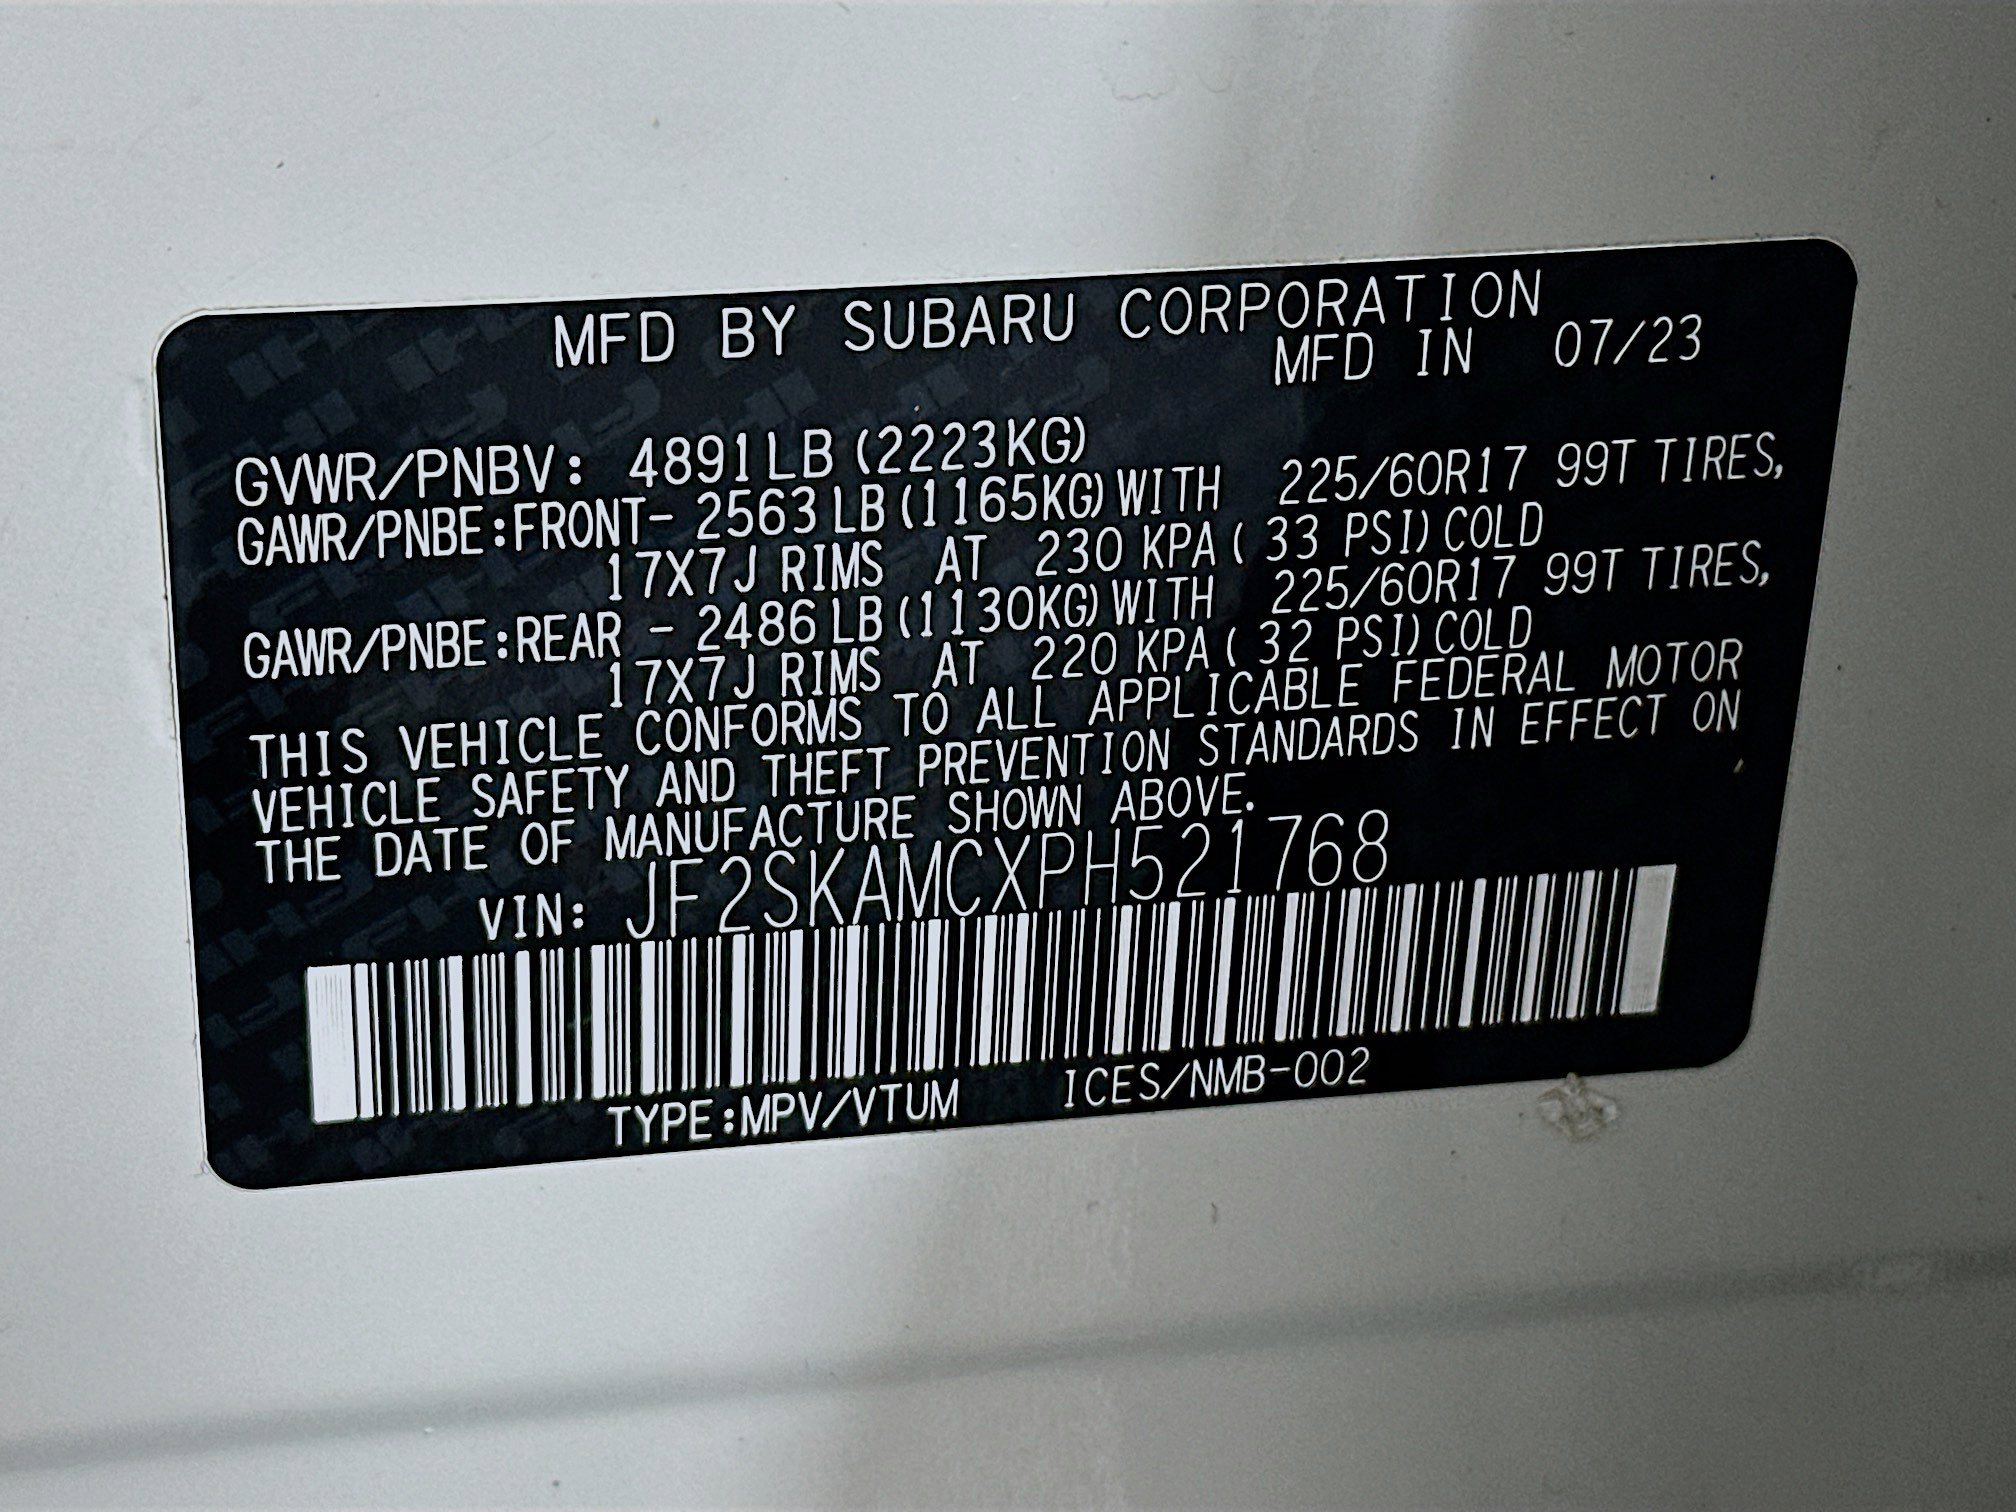 MFD BY SUBARU CORPORATION
MFD IN 07/23
GVWR/PNBV: 4891LB (2223KG)
GAWR/PNBE:FRONT- 2563 LB (1165KG) WITH 225/60R17 99T TIRES,
17X7J RIMS AT 230 KPA ( 33 PSI) COLD
GAWR/PNBE:REAR - 2486 LB (1130KG) WITH 225/60R17 99T TIRES,
17X7J RIMS AT 220 KPA ( 32 PSI) COLD
THIS VEHICLE CONFORMS TO ALL APPLICABLE FEDERAL MOTOR
VEHICLE SAFETY AND THEFT PREVENTION STANDARDS IN EFFECT ON
THE DATE OF MANUFACTURE SHOWN ABOVE.
VIN: JF2SKAMCXPH521768
TYPE:MPV/VTUM ICES/NMB-002